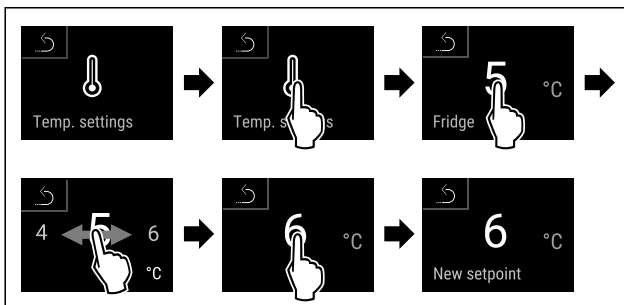 Temp. settings
Temp. s s
5 °C
Fridge
4 5 6
°C
6 °C
6 °C
New setpoint